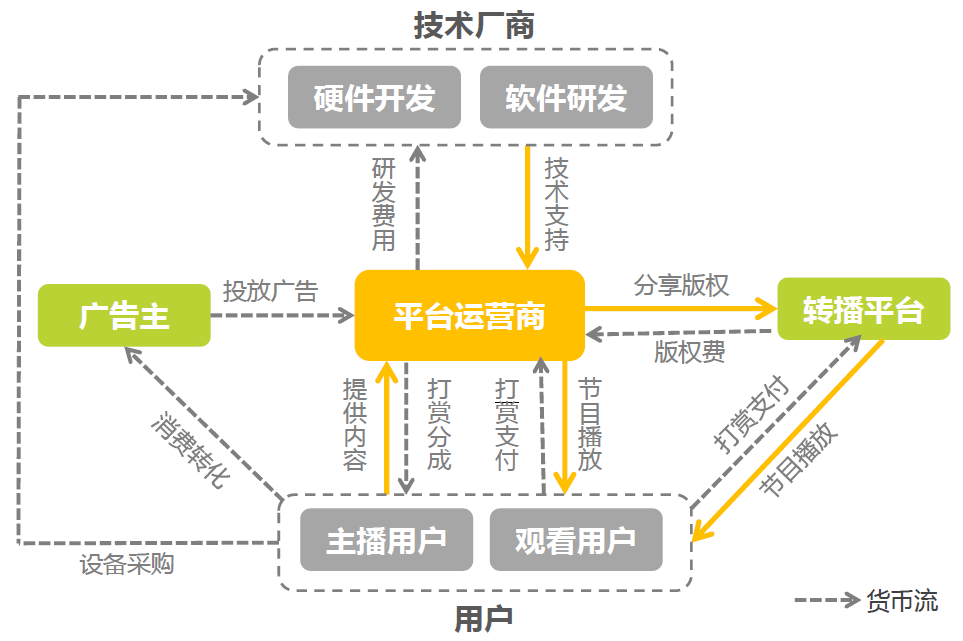 技术厂商
硬件开发
软件研发
研发费用
技术支持
广告主
投放广告
平台运营商
分享版权
版权费
转播平台
消费转化
提供内容
打赏分成
打赏支付
节目播放
打赏支付
节目播放
主播用户
观看用户
设备采购
用户
货币流